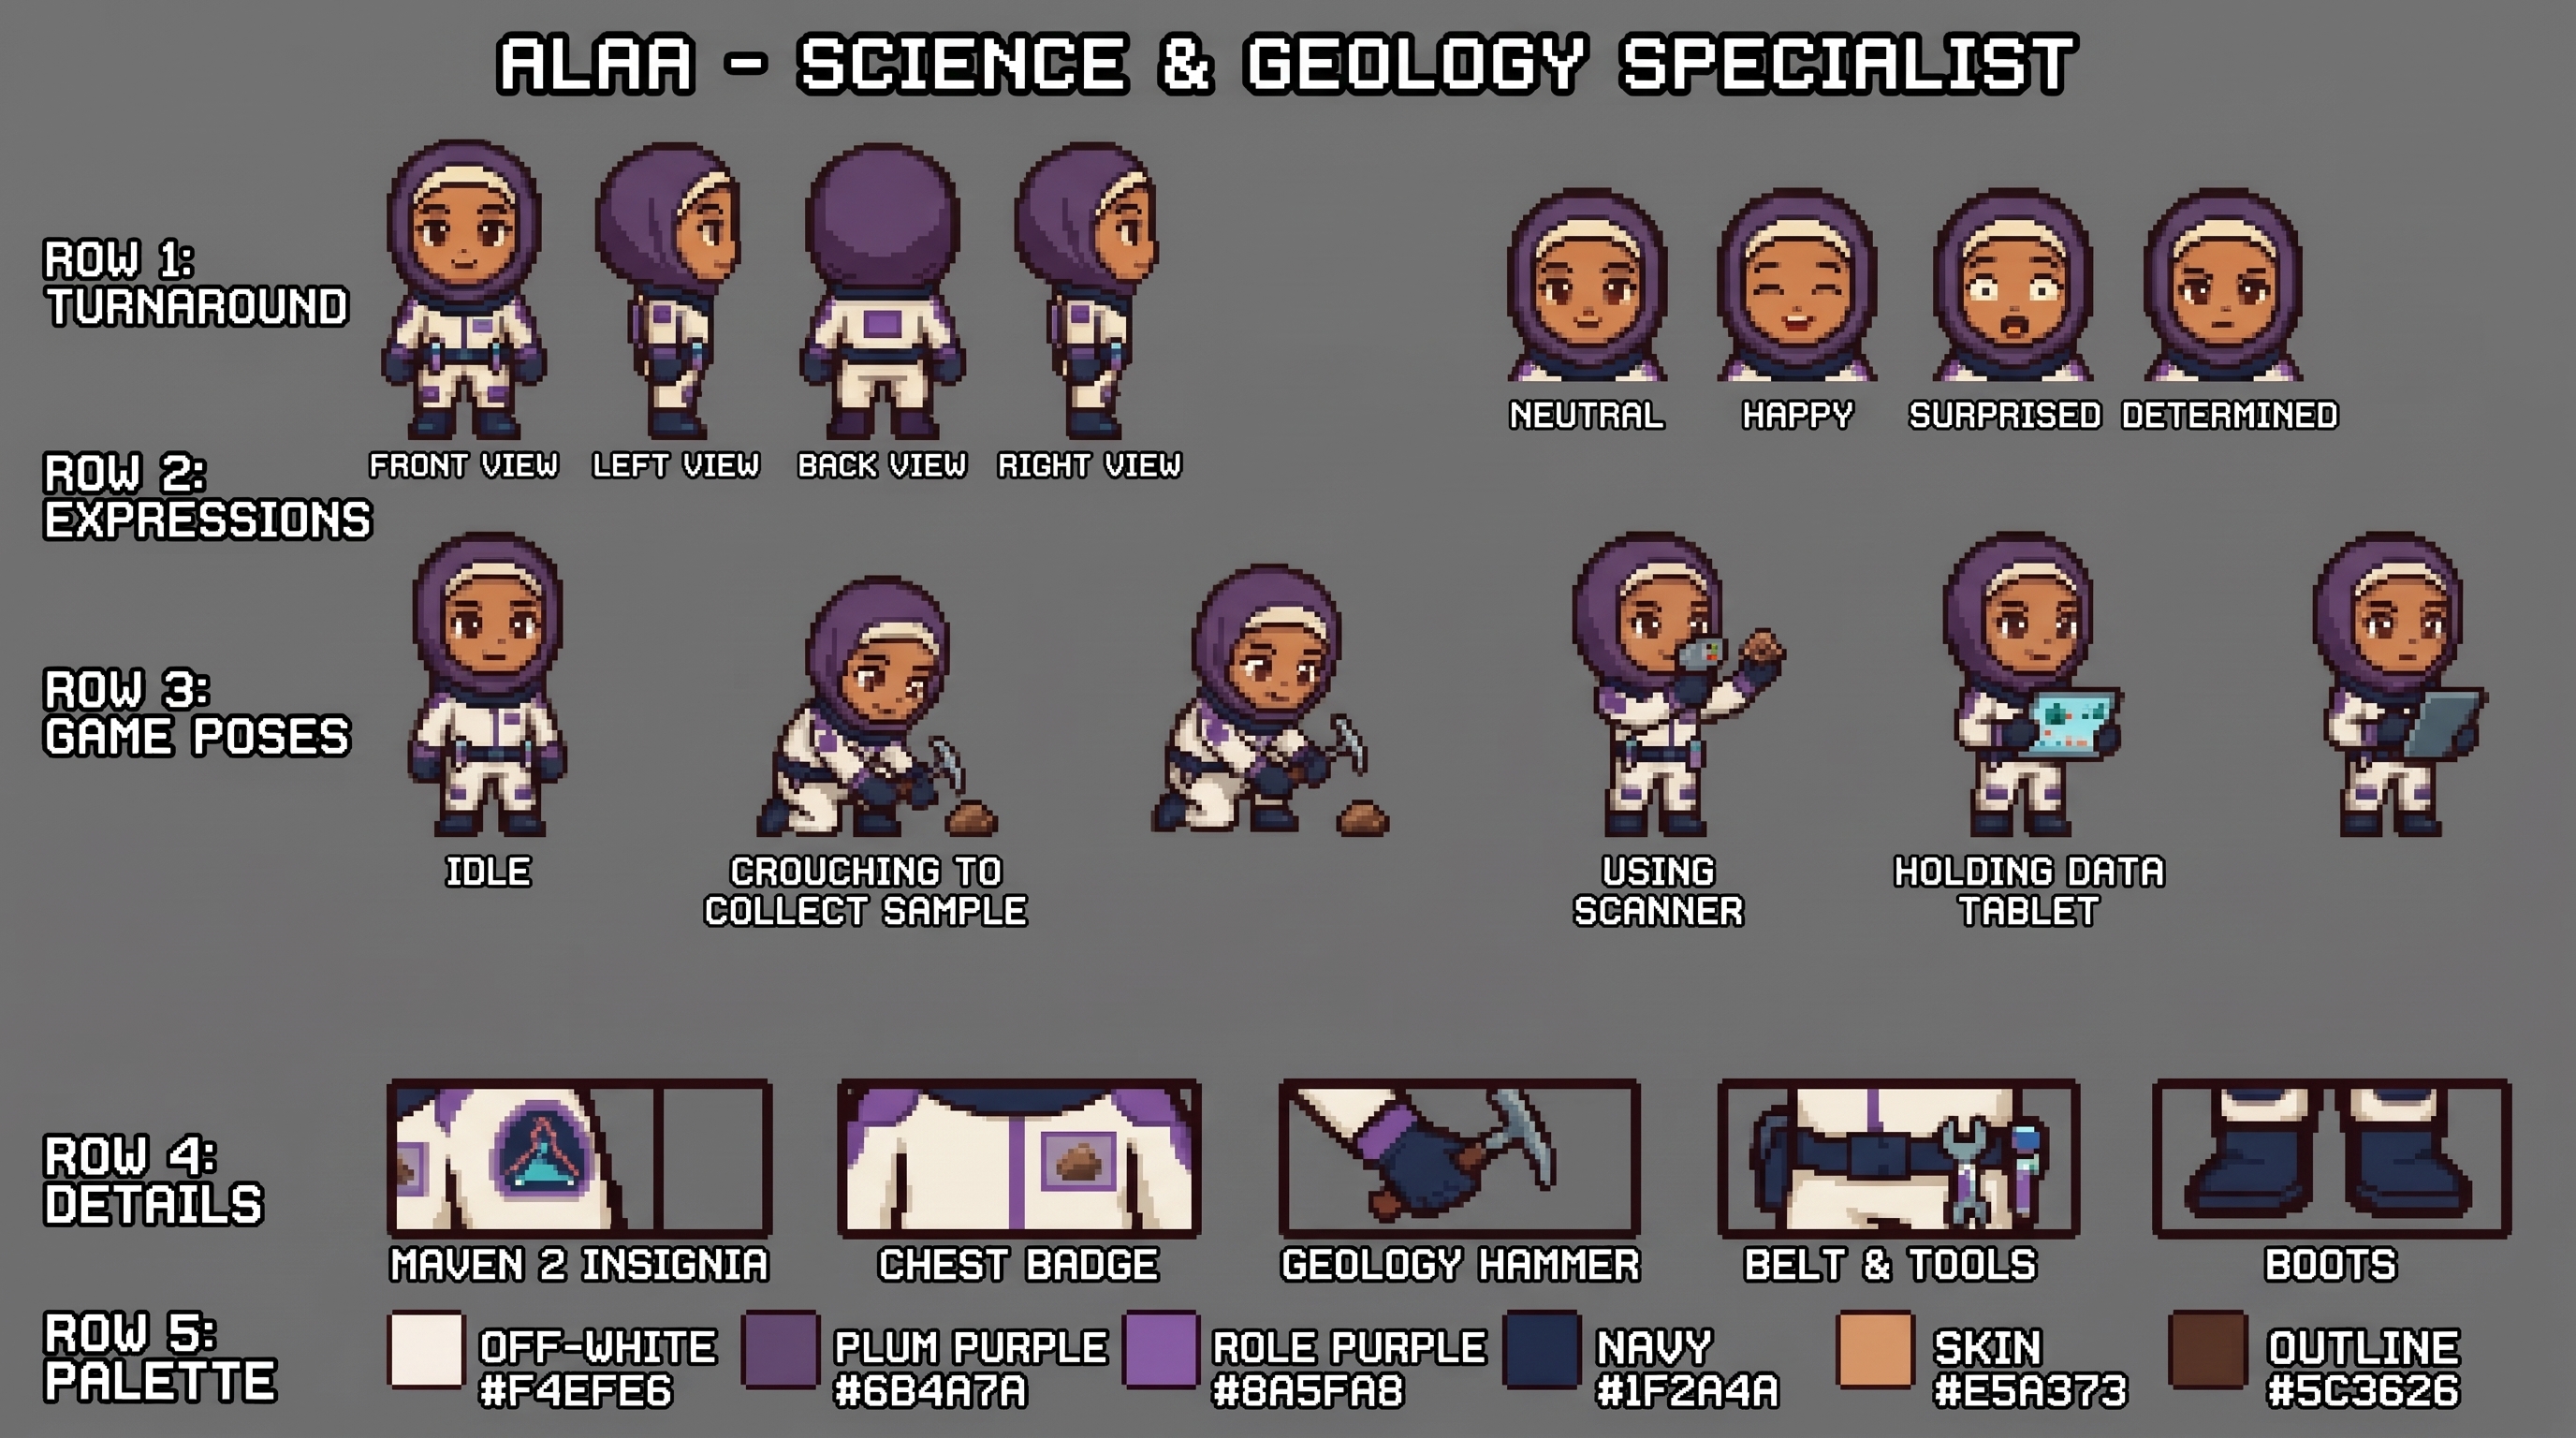 ALAA - SCIENCE & GEOLOGY SPECIALIST
ROW 1:
TURNAROUND
FRONT VIEW
LEFT VIEW
BACK VIEW
RIGHT VIEW
NEUTRAL
HAPPY
SURPRISED
DETERMINED
ROW 2:
EXPRESSIONS
ROW 3:
GAME POSES
IDLE
CROUCHING TO
COLLECT SAMPLE
USING
SCANNER
HOLDING DATA
TABLET
ROW 4:
DETAILS
MAVEN 2 INSIGNIA
CHEST BADGE
GEOLOGY HAMMER
BELT & TOOLS
BOOTS
ROW 5:
PALETTE
OFF-WHITE
#F4EFE6
PLUM PURPLE
#6B4A7A
ROLE PURPLE
#8A5FA8
NAVY
#1F2A4A
SKIN
#E5A373
OUTLINE
#5C3626